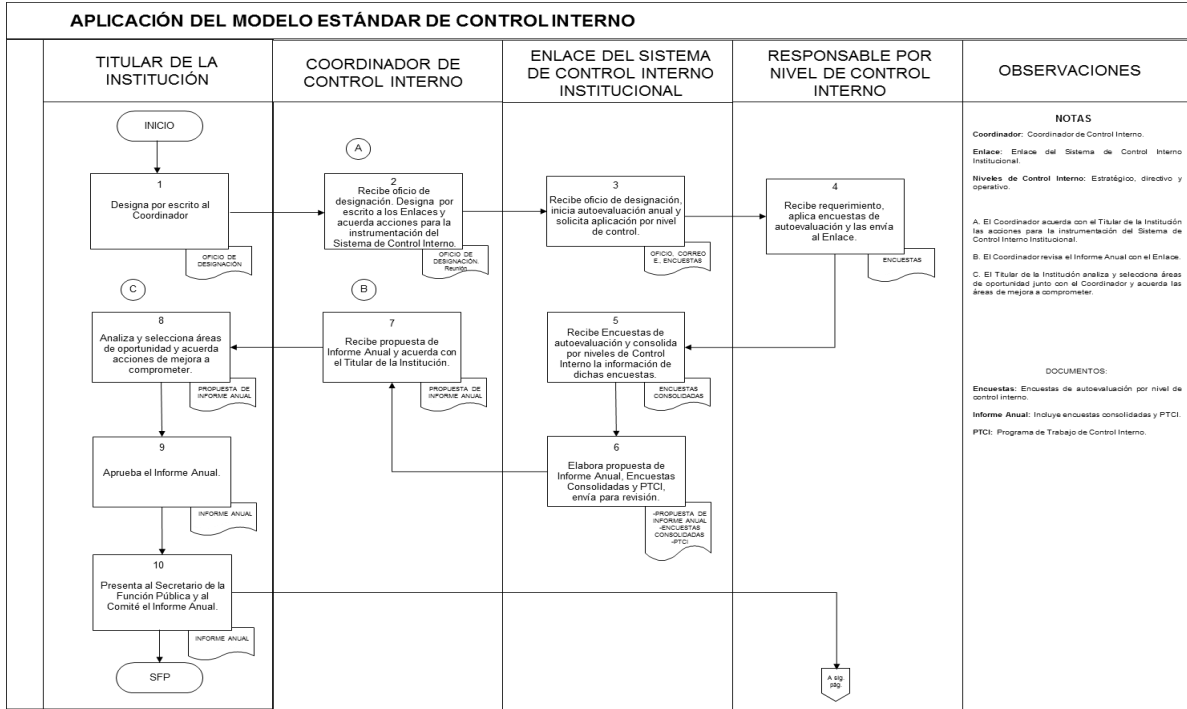 APLICACIÓN DEL MODELO ESTÁNDAR DE CONTROL INTERNO
TITULAR DE LA
INSTITUCIÓN
COORDINADOR DE
CONTROL INTERNO
ENLACE DEL SISTEMA
DE CONTROL INTERNO
INSTITUCIONAL
RESPONSABLE POR
NIVEL DE CONTROL
INTERNO
OBSERVACIONES
INICIO
1
Designa por escrito al
Coordinador
OFICIO DE
DESIGNACIÓN
A
2
Recibe oficio de
designación. Designa por
escrito a los Enlaces y
acuerda acciones para la
instrumentación del
Sistema de Control Interno.
OFICIO DE
DESIGNACIÓN.
Reunión
3
Recibe oficio de designación,
inicia autoevaluación anual y
solicita aplicación por nivel
de control.
OFICIO, CORREO
E., ENCUESTAS
4
Recibe requerimiento,
aplica encuestas de
autoevaluación y las envía
al Enlace.
ENCUESTAS
5
Recibe Encuestas de
autoevaluación y consolida
por niveles de Control
Interno la información de
dichas encuestas.
ENCUESTAS
CONSOLIDADAS
6
Elabora propuesta de
Informe Anual, Encuestas
Consolidadas y PTCI,
envía para revisión.
-PROPUESTA DE
INFORME ANUAL
-ENCUESTAS
CONSOLIDADAS
-PTCI
B
7
Recibe propuesta de
Informe Anual y acuerda con
el Titular de la Institución.
PROPUESTA DE
INFORME ANUAL
C
8
Analiza y selecciona áreas
de oportunidad y acuerda
acciones de mejora a
comprometer.
PROPUESTA DE
INFORME ANUAL
9
Aprueba el Informe Anual.
INFORME ANUAL
10
Presenta al Secretario de la
Función Pública y al
Comité el Informe Anual.
INFORME ANUAL
SFP
A sig.
pág.
NOTAS
Coordinador: Coordinador de Control Interno.
Enlace: Enlace del Sistema de Control Interno
Institucional.
Niveles de Control Interno: Estratégico, directivo y
operativo.
A. El Coordinador acuerda con el Titular de la Institución
las acciones para la instrumentación del Sistema de
Control Interno Institucional.
B. El Coordinador revisa el Informe Anual con el Enlace.
C. El Titular de la Institución analiza y selecciona áreas
de oportunidad junto con el Coordinador y acuerda las
áreas de mejora a comprometer.
DOCUMENTOS:
Encuestas: Encuestas de autoevaluación por nivel de
control interno.
Informe Anual: Incluye encuestas consolidadas y PTCI.
PTCI: Programa de Trabajo de Control Interno.